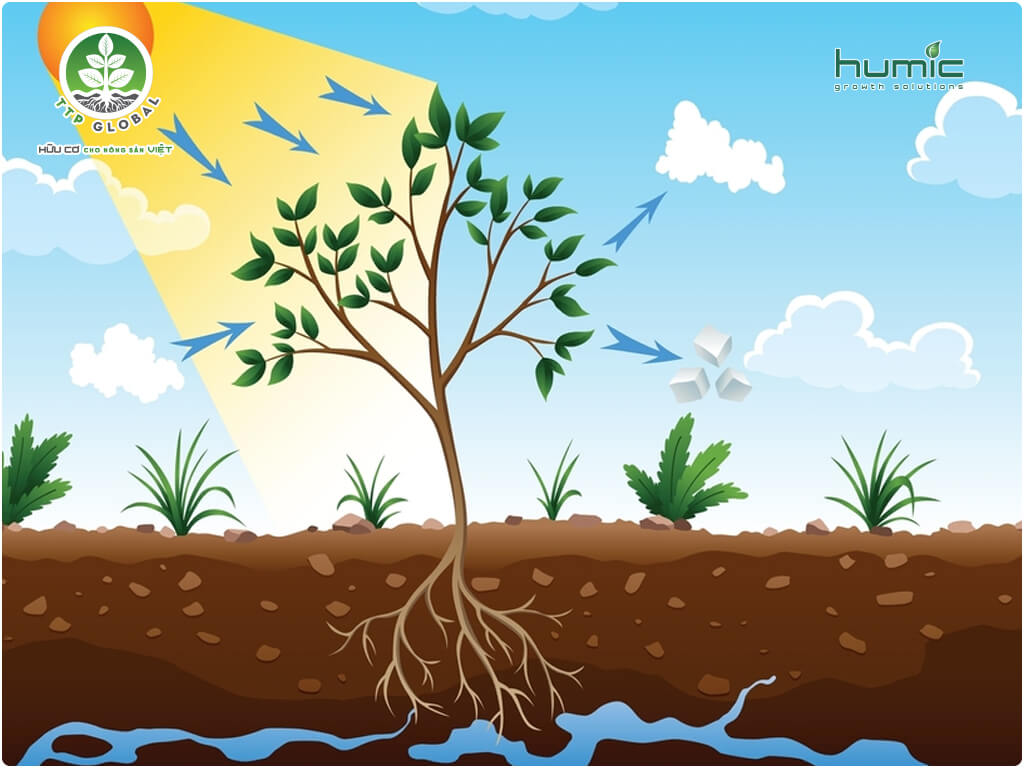 TTP GLOBAL
HỮU CƠ CHO NÔNG SẢN VIỆT
humic
growth solutions